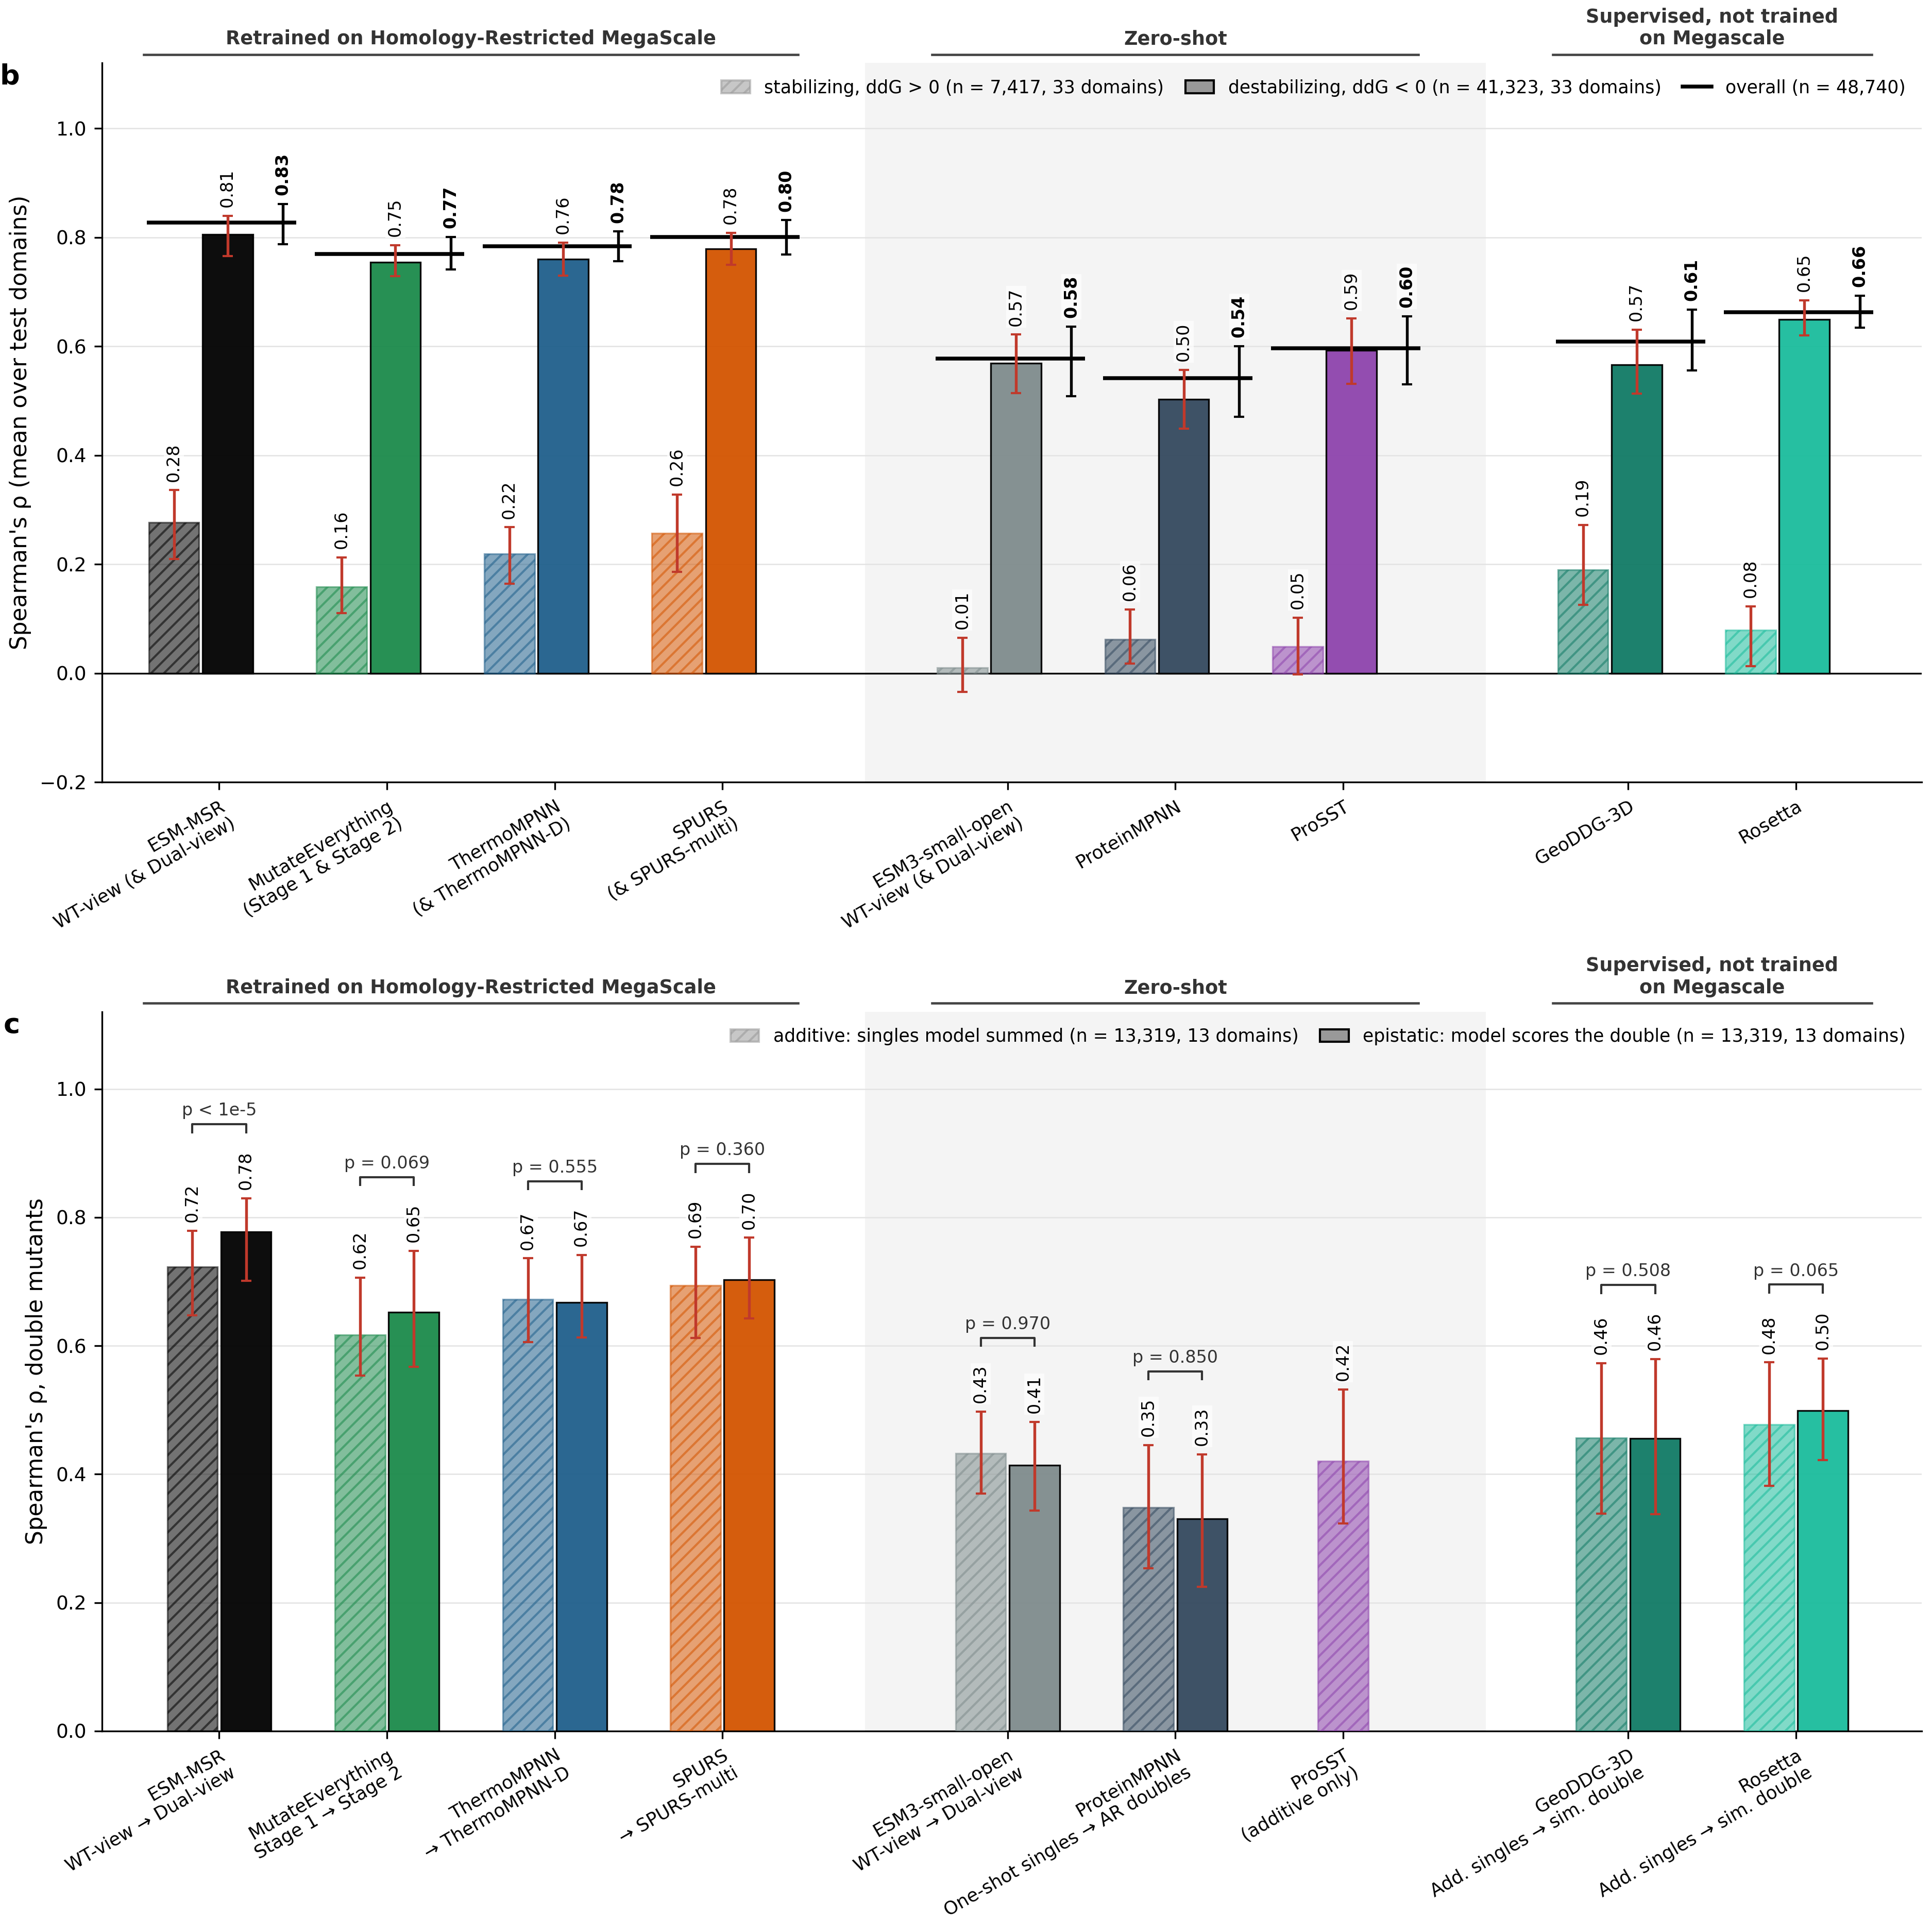 b
Retrained on Homology-Restricted MegaScale
Zero-shot
Supervised, not trained
on Megascale
stabilizing, ddG > 0 (n = 7,417, 33 domains)
destabilizing, ddG < 0 (n = 41,323, 33 domains)
overall (n = 48,740)
Spearman's ρ (mean over test domains)
1.0
0.8
0.6
0.4
0.2
0.0
−0.2
0.28
0.81
0.83
0.16
0.75
0.77
0.22
0.76
0.78
0.26
0.78
0.80
0.01
0.57
0.58
0.06
0.50
0.54
0.05
0.59
0.60
0.19
0.57
0.61
0.08
0.65
0.66
ESM-MSR
WT-view (& Dual-view)
MutateEverything
(Stage 1 & Stage 2)
ThermoMPNN
(& ThermoMPNN-D)
SPURS
(& SPURS-multi)
ESM3-small-open
WT-view (& Dual-view)
ProteinMPNN
ProSST
GeoDDG-3D
Rosetta
c
Retrained on Homology-Restricted MegaScale
Zero-shot
Supervised, not trained
on Megascale
additive: singles model summed (n = 13,319, 13 domains)
epistatic: model scores the double (n = 13,319, 13 domains)
Spearman's ρ, double mutants
1.0
0.8
0.6
0.4
0.2
0.0
p < 1e-5
0.72
0.78
p = 0.069
0.62
0.65
p = 0.555
0.67
0.67
p = 0.360
0.69
0.70
p = 0.970
0.43
0.41
p = 0.850
0.35
0.33
0.42
p = 0.508
0.46
0.46
p = 0.065
0.48
0.50
ESM-MSR
WT-view → Dual-view
MutateEverything
Stage 1 → Stage 2
ThermoMPNN
→ ThermoMPNN-D
SPURS
→ SPURS-multi
ESM3-small-open
WT-view → Dual-view
ProteinMPNN
One-shot singles → AR doubles
ProSST
(additive only)
GeoDDG-3D
Add. singles → sim. double
Rosetta
Add. singles → sim. double